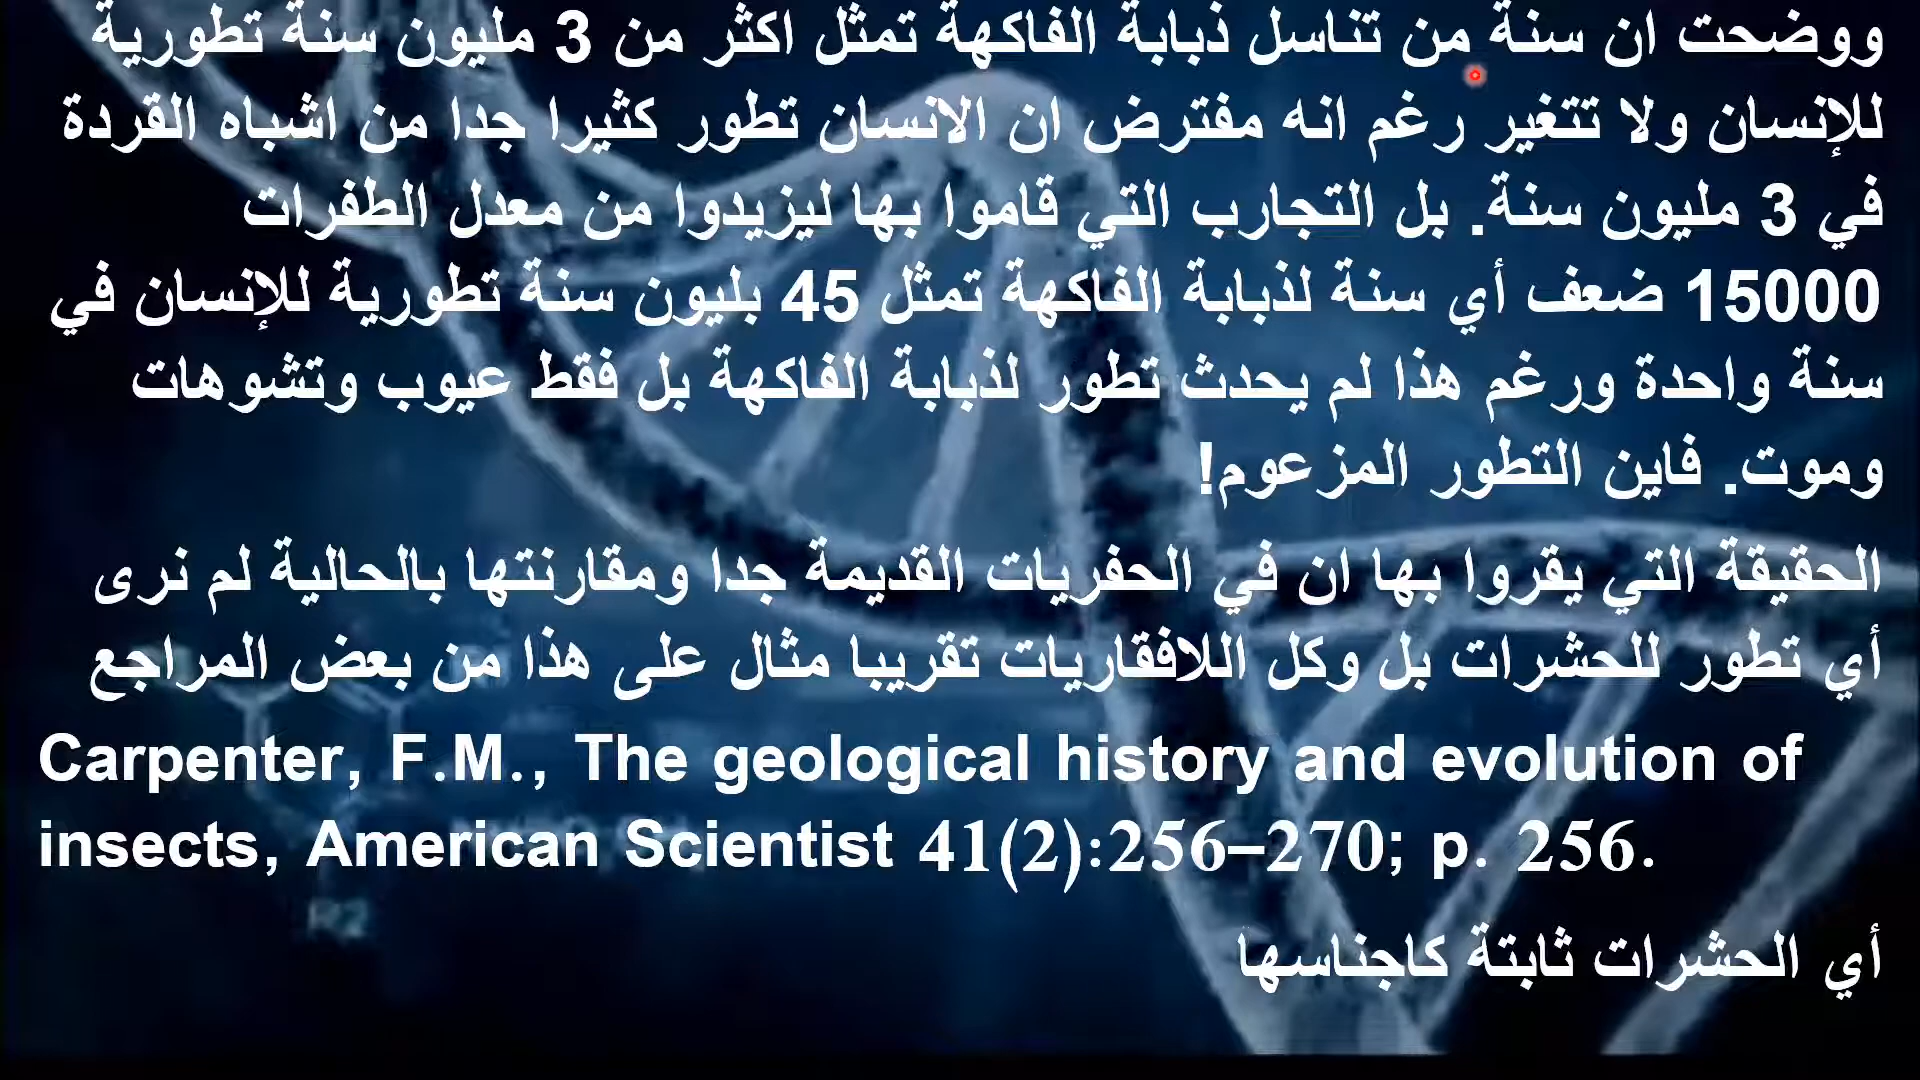 ووضحت ان سنة من تناسل ذبابة الفاكهة تمثل اكثر من 3 مليون سنة تطورية
للإنسان ولا تتغير رغم انه مفترض ان الانسان تطور كثيرا جدا من اشباه القردة
في 3 مليون سنة. بل التجارب التي قاموا بها ليزيدوا من معدل الطفرات
15000 ضعف أي سنة لذبابة الفاكهة تمثل 45 بليون سنة تطورية للإنسان في
سنة واحدة ورغم هذا لم يحدث تطور لذبابة الفاكهة بل فقط عيوب وتشوهات
وموت. فاين التطور المزعوم!
الحقيقة التي يقروا بها ان في الحفريات القديمة جدا ومقارنتها بالحالية لم نرى
أي تطور للحشرات بل وكل اللافقاريات تقريبا مثال على هذا من بعض المراجع
Carpenter, F.M., The geological history and evolution of
insects, American Scientist 41(2):256–270; p. 256.
R2
أي الحشرات ثابتة كاجناسها